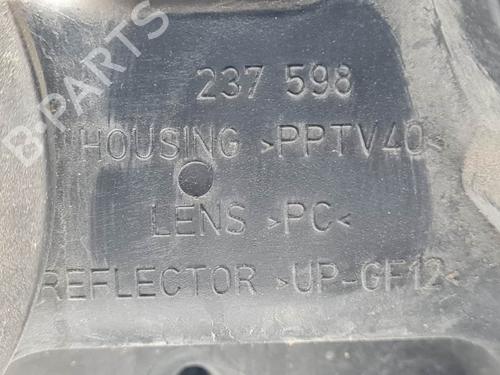 B-PARTS
237 598
HOUSING >PPTV40<
LENS >PC<
REFLECTOR >UP-GF12<